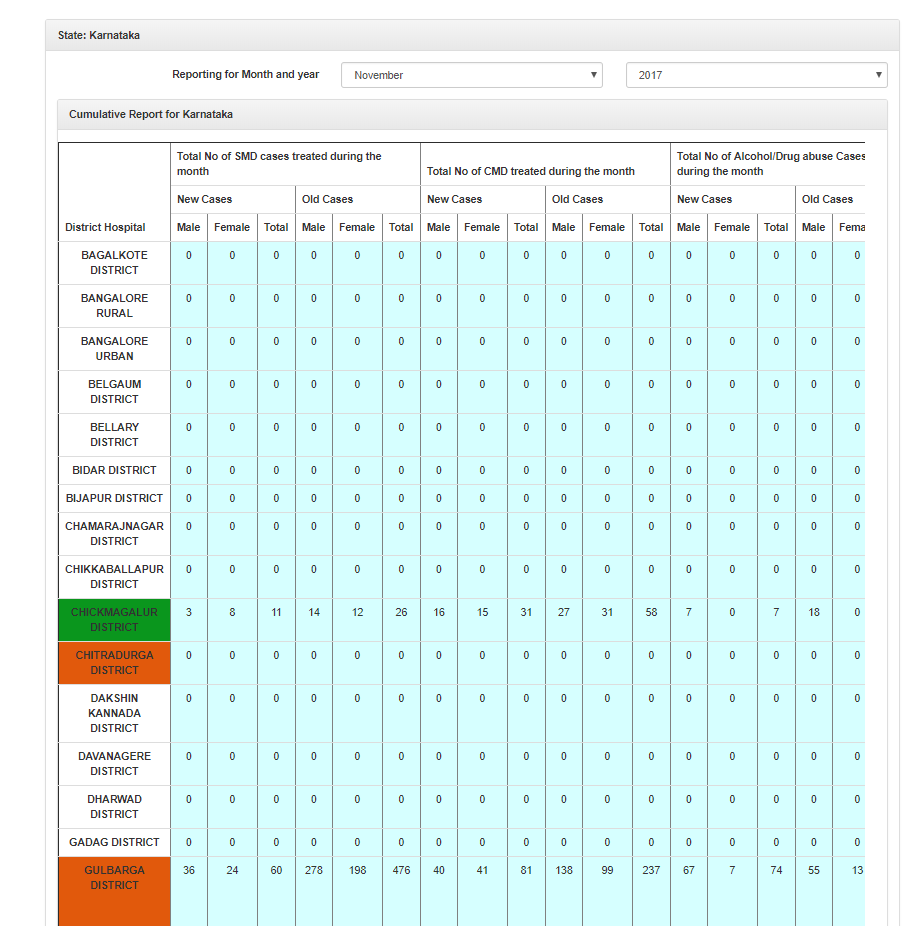 State: Karnataka
Reporting for Month and year November 2017
Cumulative Report for Karnataka
Total No of SMD cases treated during the
month
Total No of CMD treated during the month
Total No of Alcohol/Drug abuse Cases
during the month
New Cases Old Cases New Cases Old Cases New Cases Old Cases
District Hospital Male Female Total Male Female Total Male Female Total Male Female Total Male Female Total Male Fema
BAGALKOTE 0 0 0 0 0 0 0 0 0 0 0 0 0 0 0 0 0
DISTRICT
BANGALORE 0 0 0 0 0 0 0 0 0 0 0 0 0 0 0 0 0
RURAL
BANGALORE 0 0 0 0 0 0 0 0 0 0 0 0 0 0 0 0 0
URBAN
BELGAUM 0 0 0 0 0 0 0 0 0 0 0 0 0 0 0 0 0
DISTRICT
BELLARY 0 0 0 0 0 0 0 0 0 0 0 0 0 0 0 0 0
DISTRICT
BIDAR DISTRICT 0 0 0 0 0 0 0 0 0 0 0 0 0 0 0 0 0
BIJAPUR DISTRICT 0 0 0 0 0 0 0 0 0 0 0 0 0 0 0 0 0
CHAMARAJNAGAR 0 0 0 0 0 0 0 0 0 0 0 0 0 0 0 0 0
DISTRICT
CHIKKABALLAPUR 0 0 0 0 0 0 0 0 0 0 0 0 0 0 0 0 0
DISTRICT
CHICKMAGALUR 3 8 11 14 12 26 16 15 31 27 31 58 7 0 7 18 0
DISTRICT
CHITRADURGA 0 0 0 0 0 0 0 0 0 0 0 0 0 0 0 0 0
DISTRICT
DAKSHIN 0 0 0 0 0 0 0 0 0 0 0 0 0 0 0 0 0
KANNADA
DISTRICT
DAVANAGERE 0 0 0 0 0 0 0 0 0 0 0 0 0 0 0 0 0
DISTRICT
DHARWAD 0 0 0 0 0 0 0 0 0 0 0 0 0 0 0 0 0
DISTRICT
GADAG DISTRICT 0 0 0 0 0 0 0 0 0 0 0 0 0 0 0 0 0
GULBARGA 36 24 60 278 198 476 40 41 81 138 99 237 67 7 74 55 13
DISTRICT